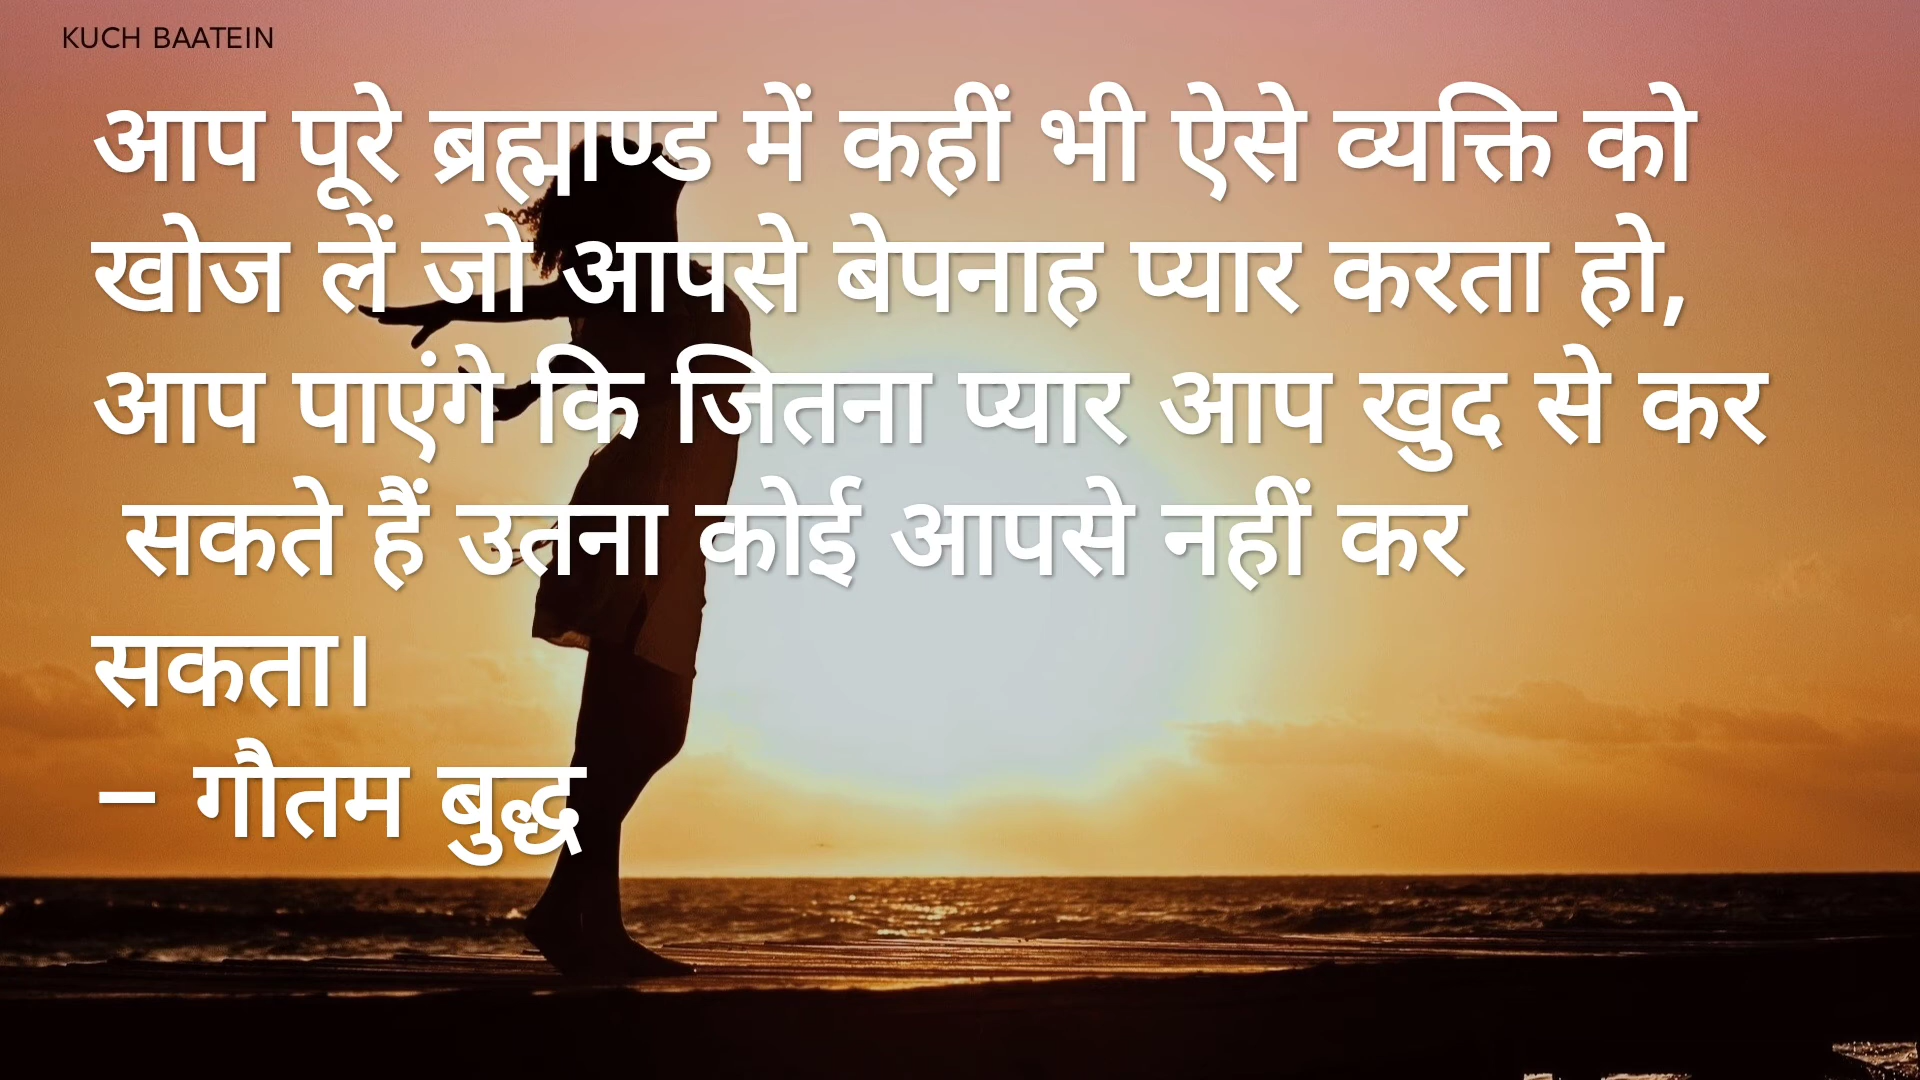 KUCH BAATEIN
आप पूरे ब्रह्माण्ड में कहीं भी ऐसे व्यक्ति को
खोज लें जो आपसे बेपनाह प्यार करता हो,
आप पाएंगे कि जितना प्यार आप खुद से कर
सकते हैं उतना कोई आपसे नहीं कर
सकता।
– गौतम बुद्ध